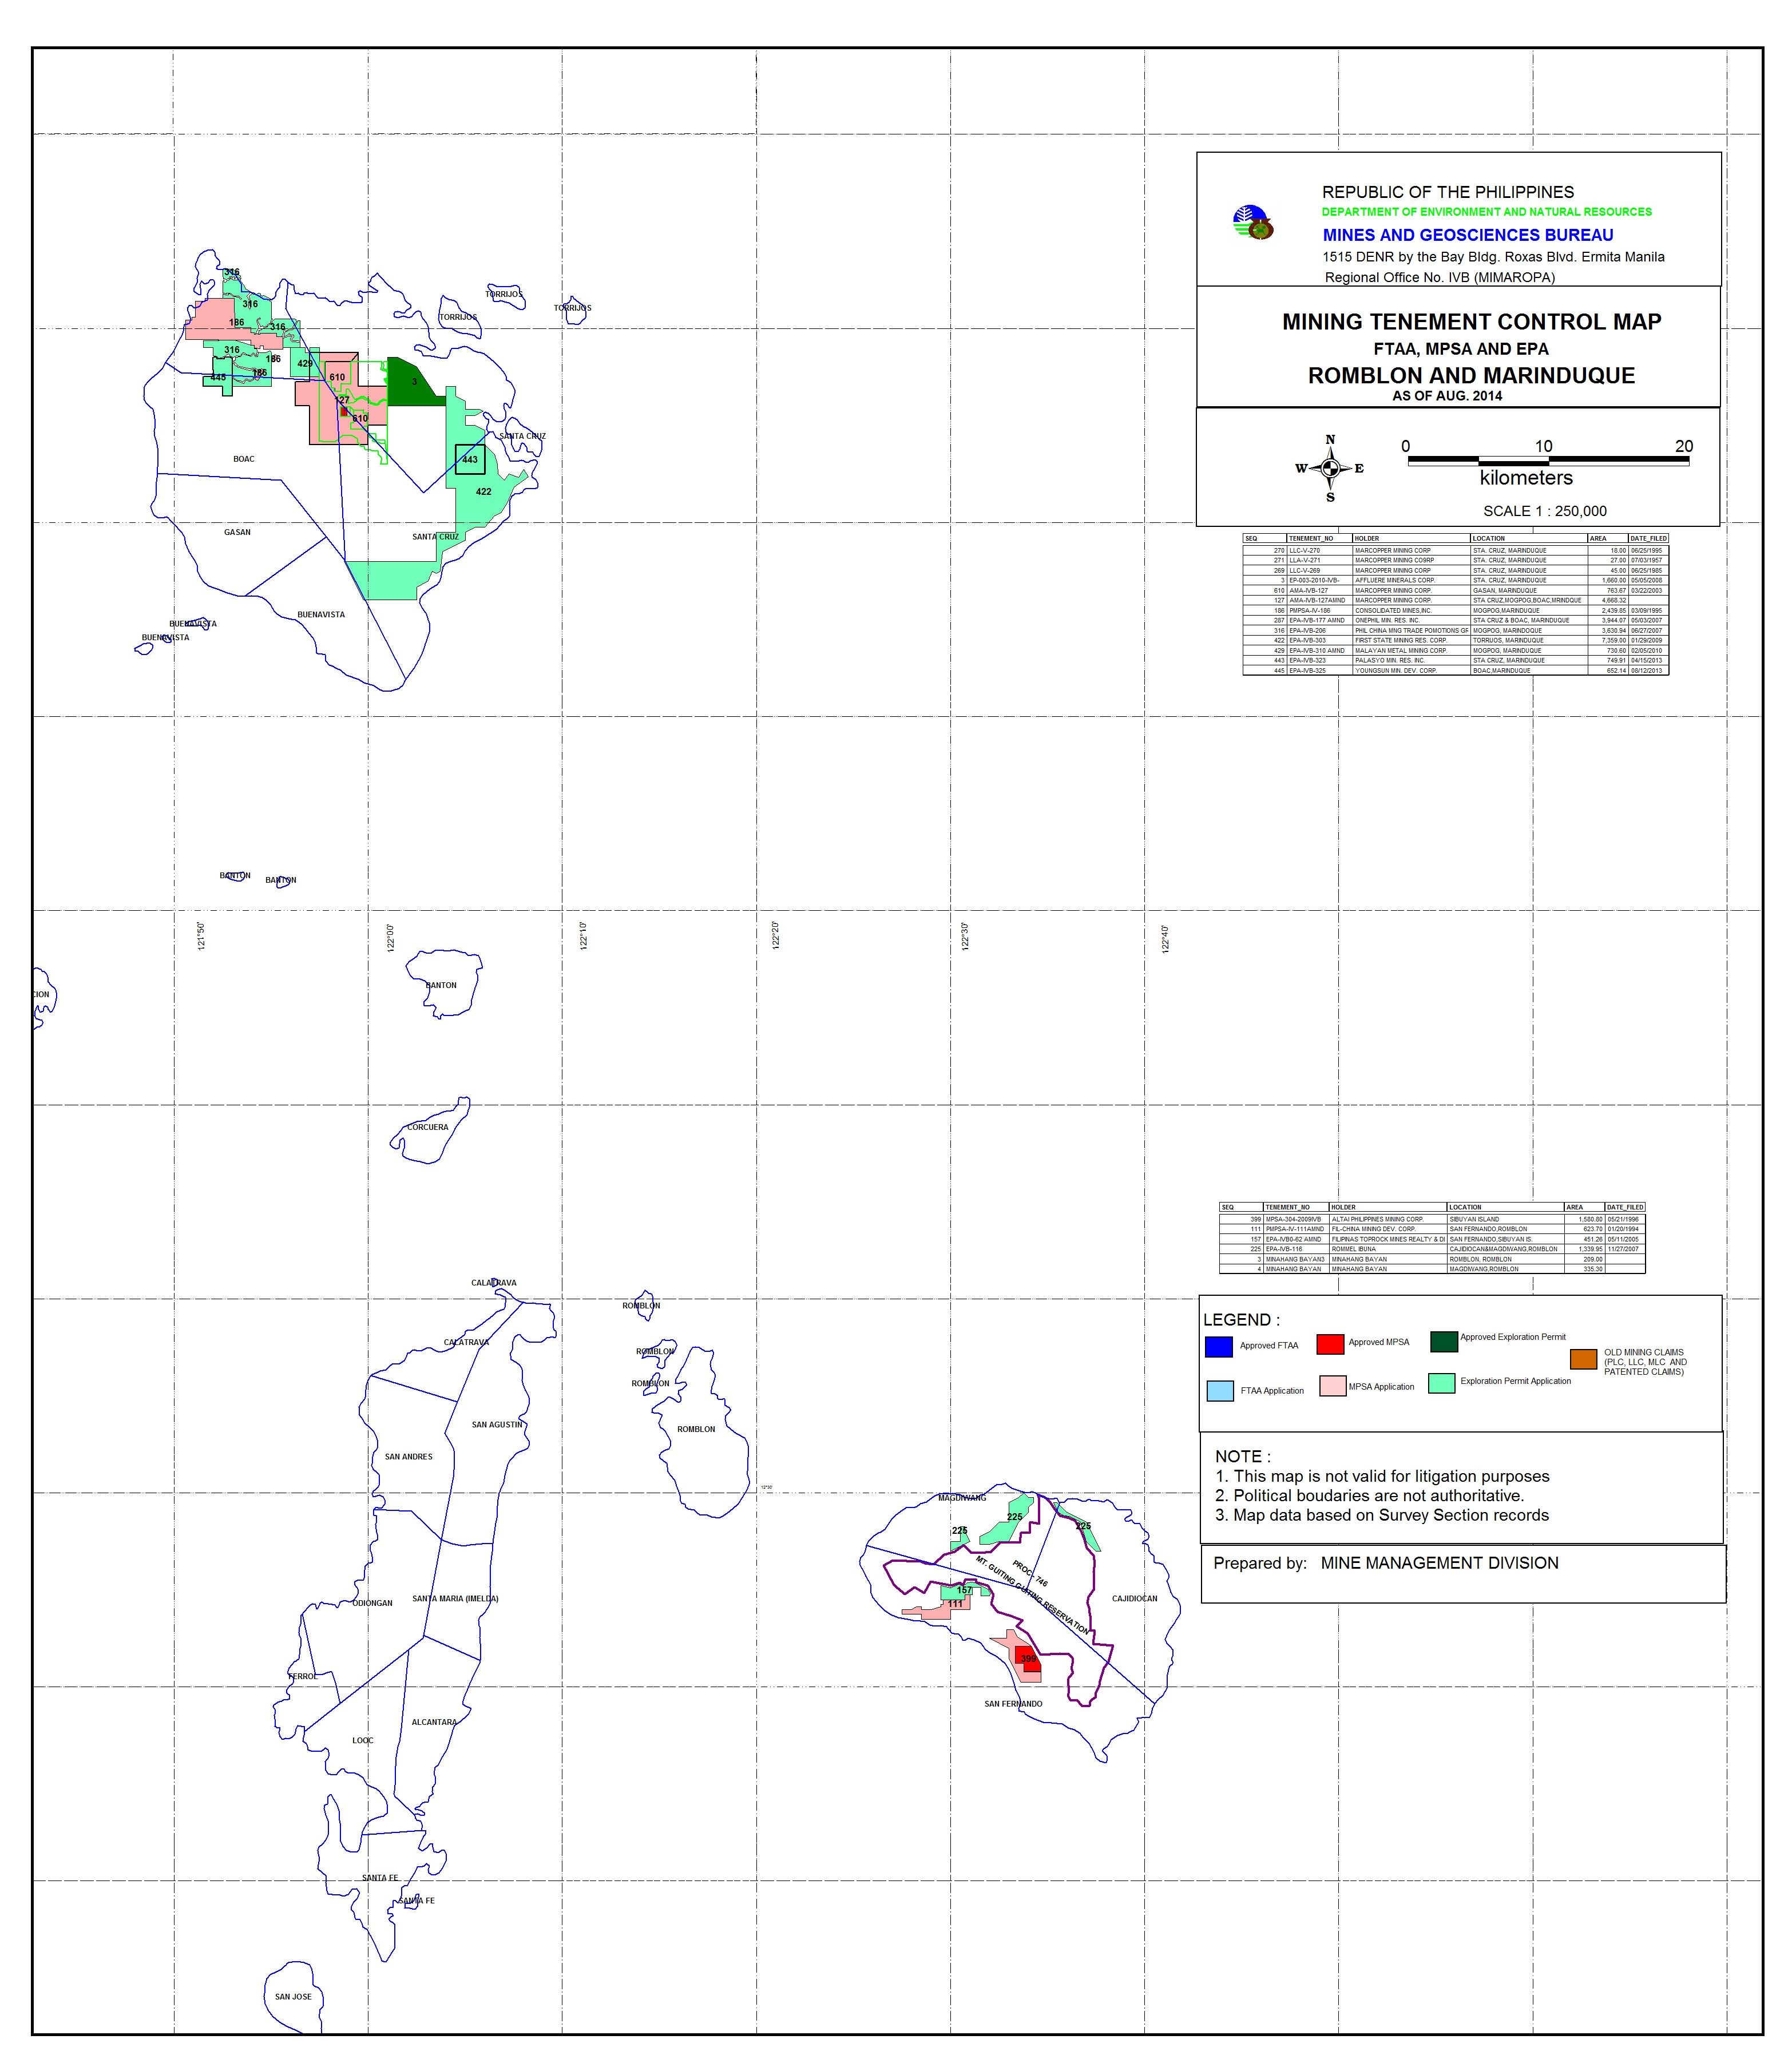 REPUBLIC OF THE PHILIPPINES
DEPARTMENT OF ENVIRONMENT AND NATURAL RESOURCES
MINES AND GEOSCIENCES BUREAU
1515 DENR by the Bay Bldg. Roxas Blvd. Ermita Manila
Regional Office No. IVB (MIMAROPA)
MINING TENEMENT CONTROL MAP
FTAA, MPSA AND EPA
ROMBLON AND MARINDUQUE
AS OF AUG. 2014
N
W E
S
0 10 20
kilometers
SCALE 1 : 250,000
SEQ TENEMENT_NO HOLDER LOCATION AREA DATE_FILED
270 LLC-V-270 MARCOPPER MINING CORP STA. CRUZ, MARINDUQUE 18.00 06/25/1995
271 LLA-V-271 MARCOPPER MINING CO9RP STA. CRUZ, MARINDUQUE 27.00 07/03/1957
269 LLC-V-269 MARCOPPER MINING CORP STA. CRUZ, MARINDUQUE 45.00 06/25/1985
3 EP-003-2010-IVB- AFFLUERE MINERALS CORP. STA. CRUZ, MARINDUQUE 1,660.00 05/05/2008
610 AMA-IVB-127 MARCOPPER MINING CORP. GASAN, MARINDUQUE 763.67 03/22/2003
127 AMA-IVB-127AMND MARCOPPER MINING CORP. STA CRUZ,MOGPOG,BOAC,MRINDQUE 4,668.32
186 PMPSA-IV-186 CONSOLIDATED MINES,INC. MOGPOG,MARINDUQUE 2,439.85 03/09/1995
287 EPA-IVB-177 AMND ONEPHIL MIN. RES. INC. STA CRUZ & BOAC, MARINDUQUE 3,944.07 05/03/2007
316 EPA-IVB-206 PHIL CHINA MNG TRADE POMOTIONS GF MOGPOG, MARINDOQUE 3,630.94 06/27/2007
422 EPA-IVB-303 FIRST STATE MINING RES. CORP. TORRIJOS, MARINDUQUE 7,359.00 01/29/2009
429 EPA-IVB-310 AMND MALAYAN METAL MINING CORP. MOGPOG, MARINDUQUE 730.60 02/05/2010
443 EPA-IVB-323 PALASYO MIN. RES. INC. STA CRUZ, MARINDUQUE 749.91 04/15/2013
445 EPA-IVB-325 YOUNGSUN MIN. DEV. CORP. BOAC,MARINDUQUE 652.14 08/12/2013
316
316
186
316
316
186
186
445
429
610
127
610
3
443
422
TORRIJOS
TORRIJOS
TORRIJOS
SANTA CRUZ
BOAC
GASAN
SANTA CRUZ
BUENAVISTA
BUENAVISTA
BUENAVISTA
BANTON
BANTON
121°50'
122°00'
122°10'
122°20'
122°30'
122°40'
CION
BANTON
CORCUERA
SEQ TENEMENT_NO HOLDER LOCATION AREA DATE_FILED
399 MPSA-304-2009IVB ALTAI PHILIPPINES MINING CORP. SIBUYAN ISLAND 1,580.80 05/21/1996
111 PMPSA-IV-111AMND FIL-CHINA MINING DEV. CORP. SAN FERNANDO,ROMBLON 623.70 01/20/1994
157 EPA-IVB0-62 AMND FILIPINAS TOPROCK MINES REALTY & DI SAN FERNANDO,SIBUYAN IS. 451.26 05/11/2005
225 EPA-IVB-116 ROMMEL IBUNA CAJIDIOCAN&MAGDIWANG,ROMBLON 1,339.95 11/27/2007
3 MINAHANG BAYAN3 MINAHANG BAYAN ROMBLON, ROMBLON 209.00
4 MINAHANG BAYAN MINAHANG BAYAN MAGDIWANG,ROMBLON 335.30
CALATRAVA
CALATRAVA
ROMBLON
ROMBLON
ROMBLON
ROMBLON
SAN AGUSTIN
SAN ANDRES
ODIONGAN
SANTA MARIA (IMELDA)
FERROL
ALCANTARA
LOOC
SANTA FE
SANTA FE
SAN JOSE
12°30'
MAGDIWANG
225
225
225
PROC - 746
MT. GUITING GUITING RESERVATION
157
111
399
CAJIDIOCAN
SAN FERNANDO
LEGEND :
Approved FTAA
Approved MPSA
Approved Exploration Permit
OLD MINING CLAIMS
(PLC, LLC, MLC AND
PATENTED CLAIMS)
FTAA Application
MPSA Application
Exploration Permit Application
NOTE :
1. This map is not valid for litigation purposes
2. Political boudaries are not authoritative.
3. Map data based on Survey Section records
Prepared by: MINE MANAGEMENT DIVISION